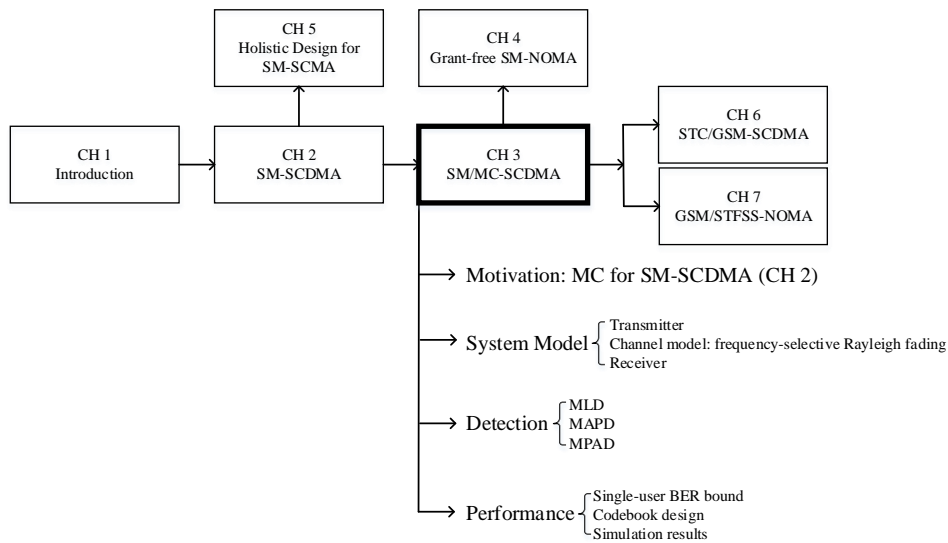 CH 5
Holistic Design for
SM-SCMA
CH 4
Grant-free SM-NOMA
CH 1
Introduction
CH 2
SM-SCDMA
CH 3
SM/MC-SCDMA
CH 6
STC/GSM-SCDMA
CH 7
GSM/STFSS-NOMA
Motivation: MC for SM-SCDMA (CH 2)
System Model
Transmitter
Channel model: frequency-selective Rayleigh fading
Receiver
Detection
MLD
MAPD
MPAD
Performance
Single-user BER bound
Codebook design
Simulation results